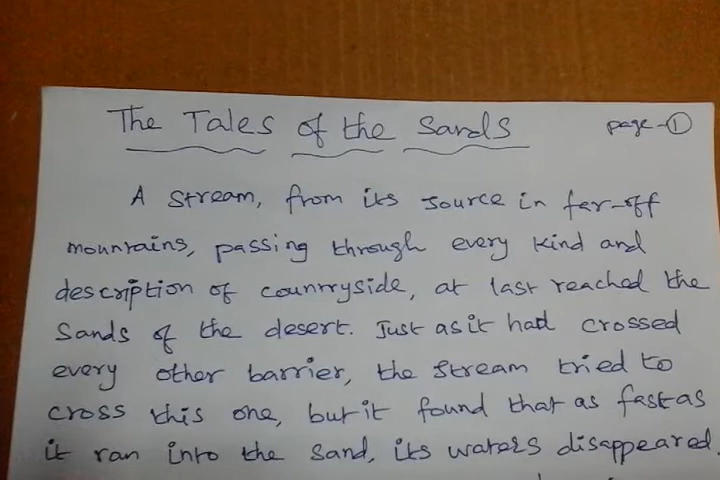 The Tales of the Sands
page-①
A stream, from its source in far-off
mountains, passing through every kind and
description of countryside, at last reached the
Sands of the desert. Just as it had crossed
every other barrier, the stream tried to
cross this one, but it found that as fast as
it ran into the sand, its waters disappeared.